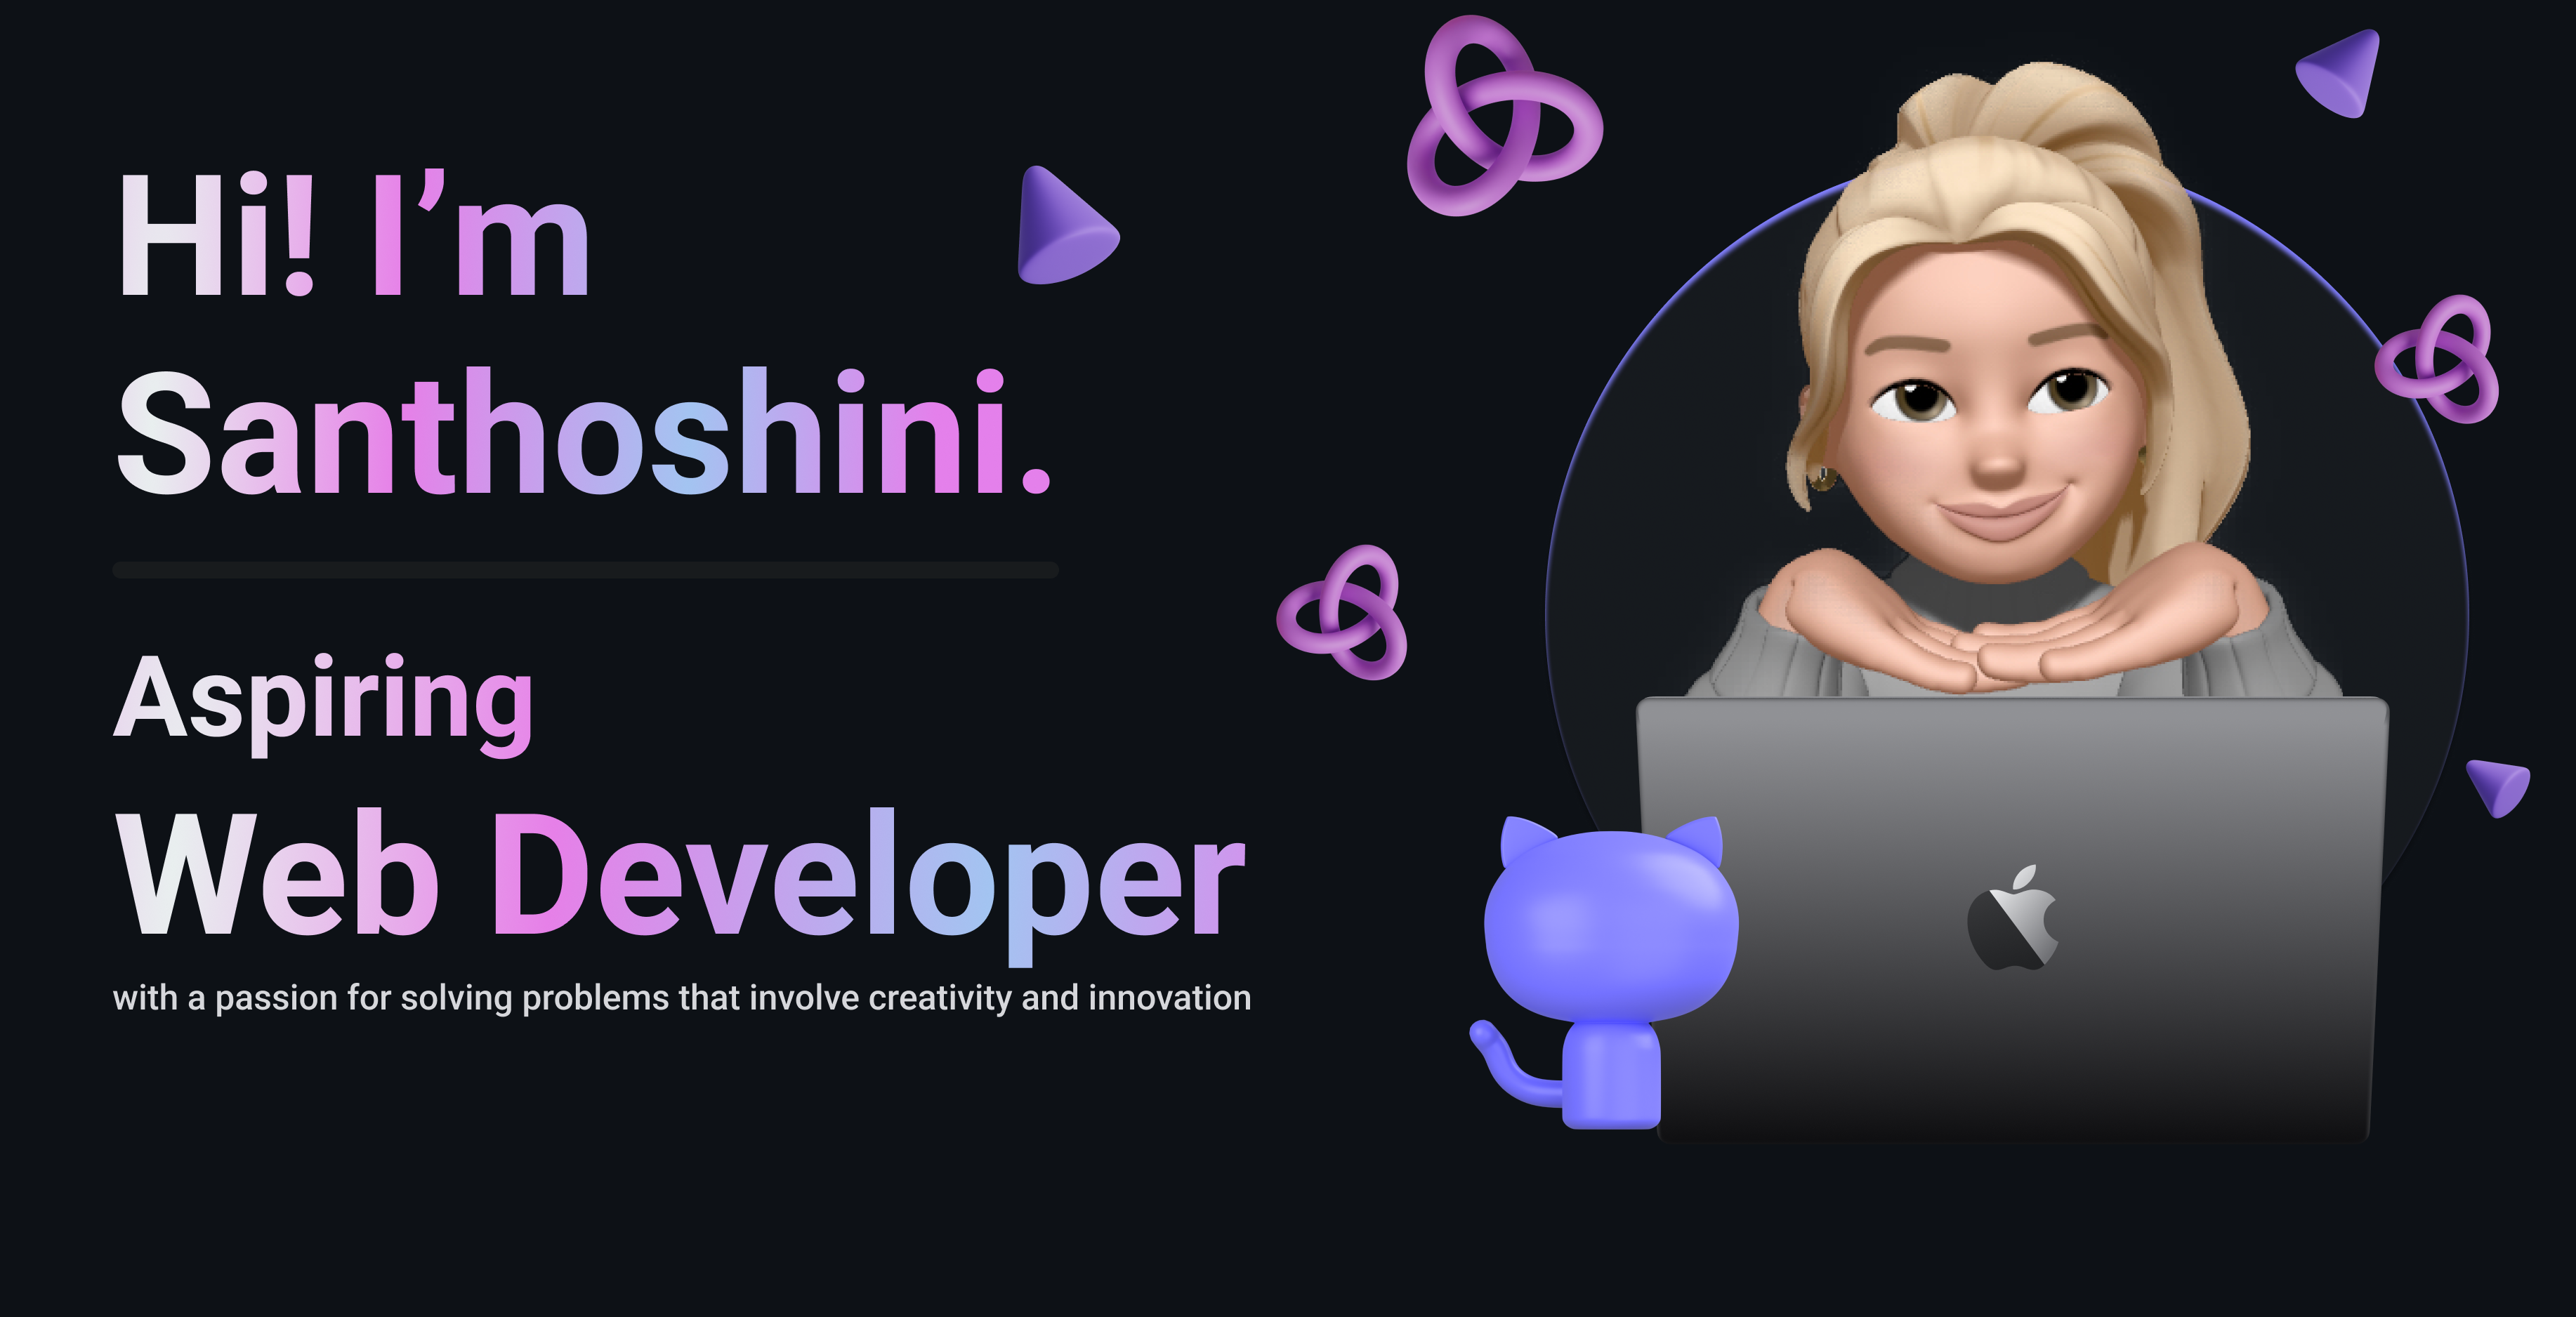 Hi! I’m
Santhoshini.
Aspiring
Web Developer
with a passion for solving problems that involve creativity and innovation